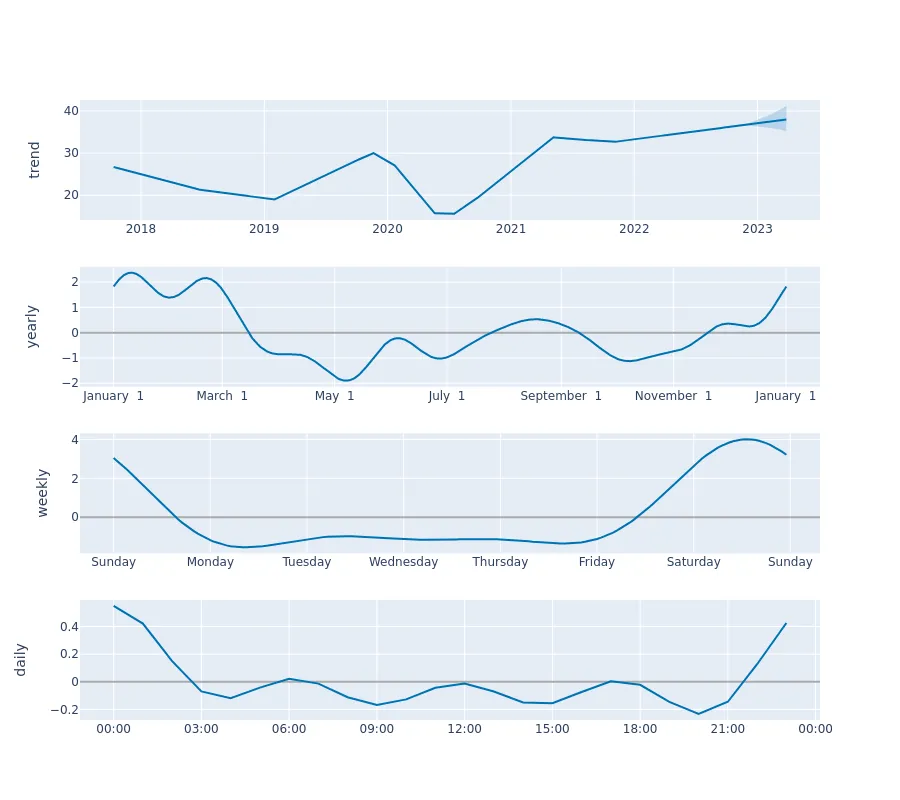 trend
40
30
20
2018 2019 2020 2021 2022 2023
yearly
2
1
0
−1
−2
January 1 March 1 May 1 July 1 September 1 November 1 January 1
weekly
4
2
0
Sunday Monday Tuesday Wednesday Thursday Friday Saturday Sunday
daily
0.4
0.2
0
−0.2
00:00 03:00 06:00 09:00 12:00 15:00 18:00 21:00 00:00